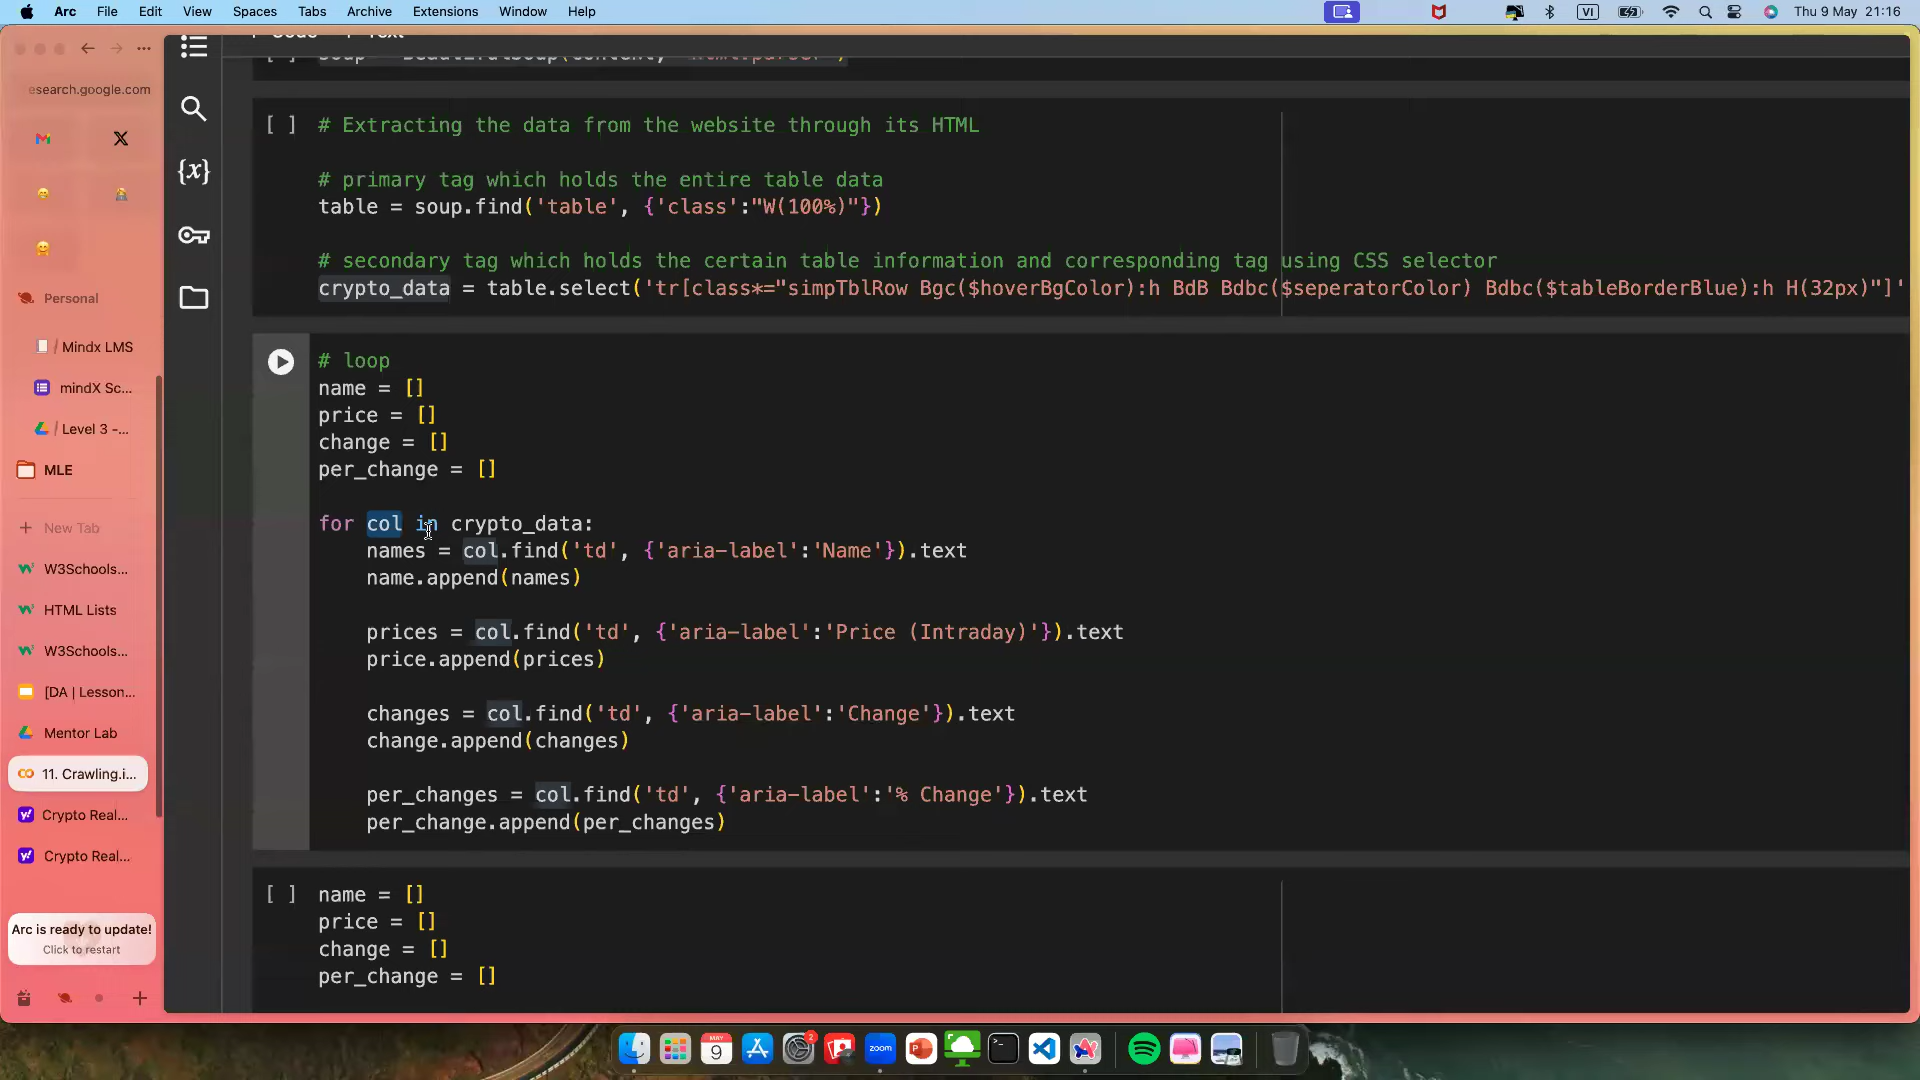 Arc File Edit View Spaces Tabs Archive Extensions Window Help VI Thu 9 May 21:16
esearch.google.com
Personal
/ Mindx LMS
mindX Sc...
/ Level 3 -...
MLE
+ New Tab
W3Schools...
HTML Lists
W3Schools...
[DA | Lesson...
Mentor Lab
11. Crawling.i...
Crypto Real...
Crypto Real...
Arc is ready to update!
Click to restart
{x}
[ ] # Extracting the data from the website through its HTML
# primary tag which holds the entire table data
table = soup.find('table', {'class':"W(100%)"})
# secondary tag which holds the certain table information and corresponding tag using CSS selector
crypto_data = table.select('tr[class*="simpTblRow Bgc($hoverBgColor):h BdB Bdbc($seperatorColor) Bdbc($tableBorderBlue):h H(32px)"]'
# loop
name = []
price = []
change = []
per_change = []
for col in crypto_data:
names = col.find('td', {'aria-label':'Name'}).text
name.append(names)
prices = col.find('td', {'aria-label':'Price (Intraday)'}).text
price.append(prices)
changes = col.find('td', {'aria-label':'Change'}).text
change.append(changes)
per_changes = col.find('td', {'aria-label':'% Change'}).text
per_change.append(per_changes)
[ ] name = []
price = []
change = []
per_change = []
MAY
9
2
zoom